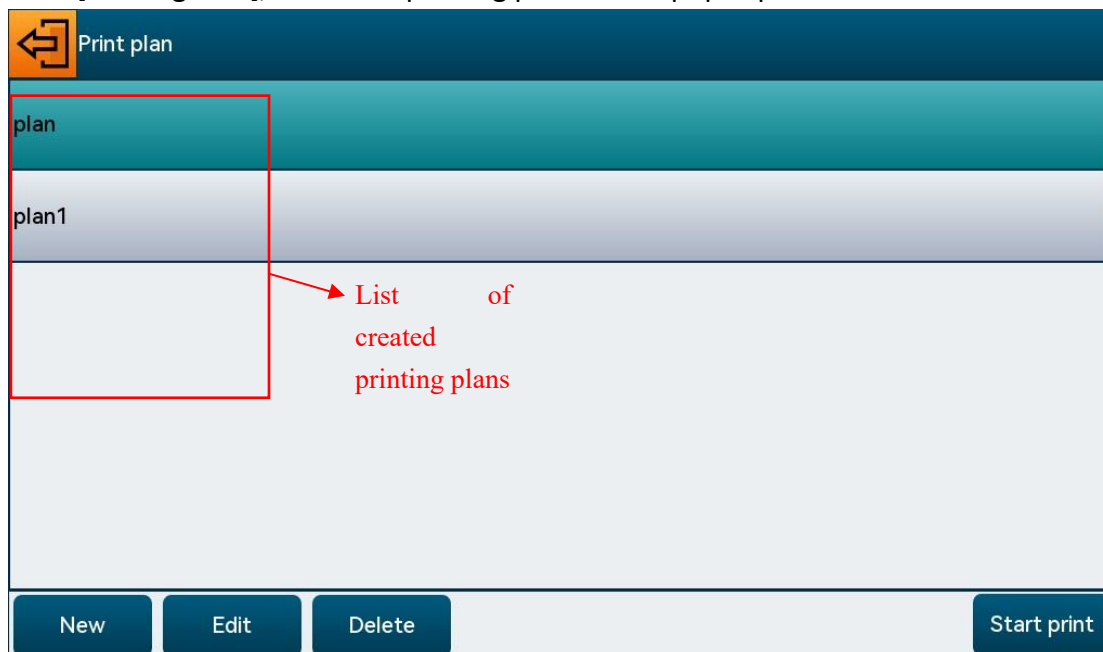 Print plan
plan
plan1
List of
created
printing plans
New Edit Delete Start print